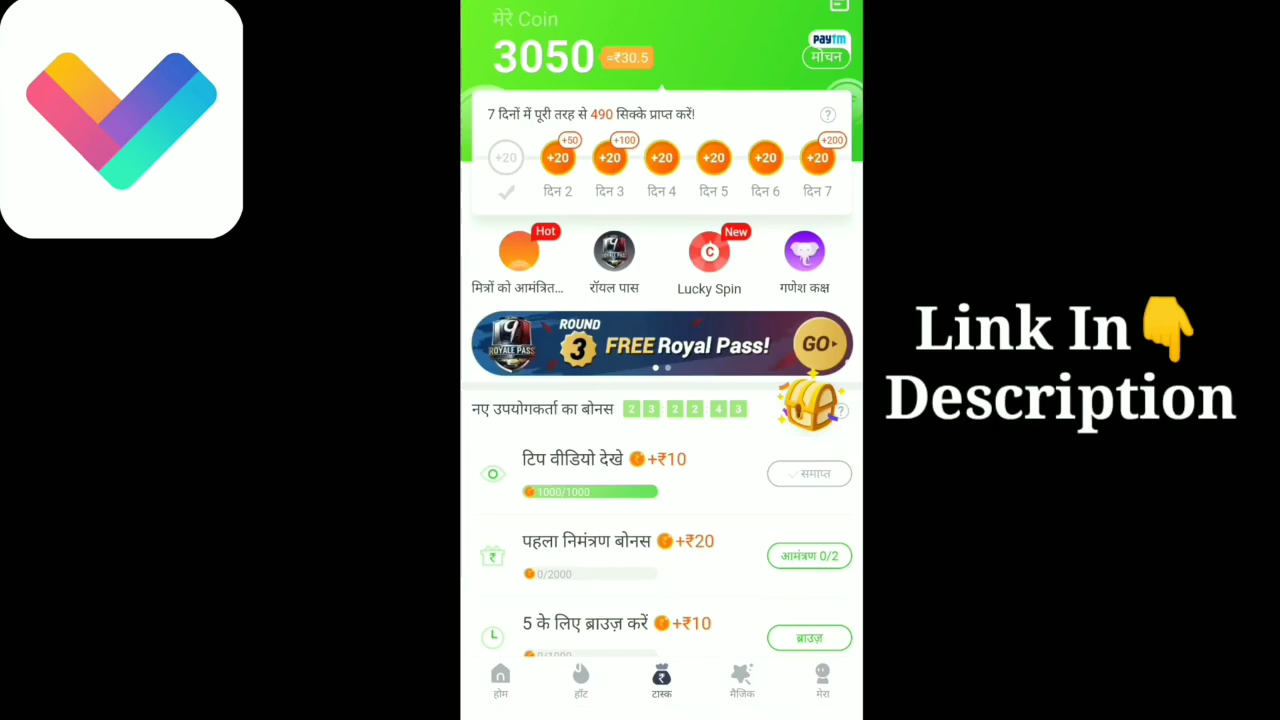 मेरे Coin
3050 =₹30.5
paytm
मोचन
7 दिनों में पूरी तरह से 490 सिक्के प्राप्त करें! ?
+50 +100 +200
+20 +20 +20 +20 +20 +20 +20
दिन 2 दिन 3 दिन 4 दिन 5 दिन 6 दिन 7
Hot New
C
मित्रों को आमंत्रित... रॉयल पास Lucky Spin गणेश कक्ष
ROUND
3 FREE Royal Pass! GO
ROYALE PASS
नए उपयोगकर्ता का बोनस 2 3 : 2 2 : 4 3 ?
टिप वीडियो देखे +₹10
समाप्त
1000/1000
पहला निमंत्रण बोनस +₹20
आमंत्रण 0/2
0/2000
5 के लिए ब्राउज़ करें +₹10
ब्राउज़
होम हॉट टास्क मैजिक मेरा
Link In👇
Description